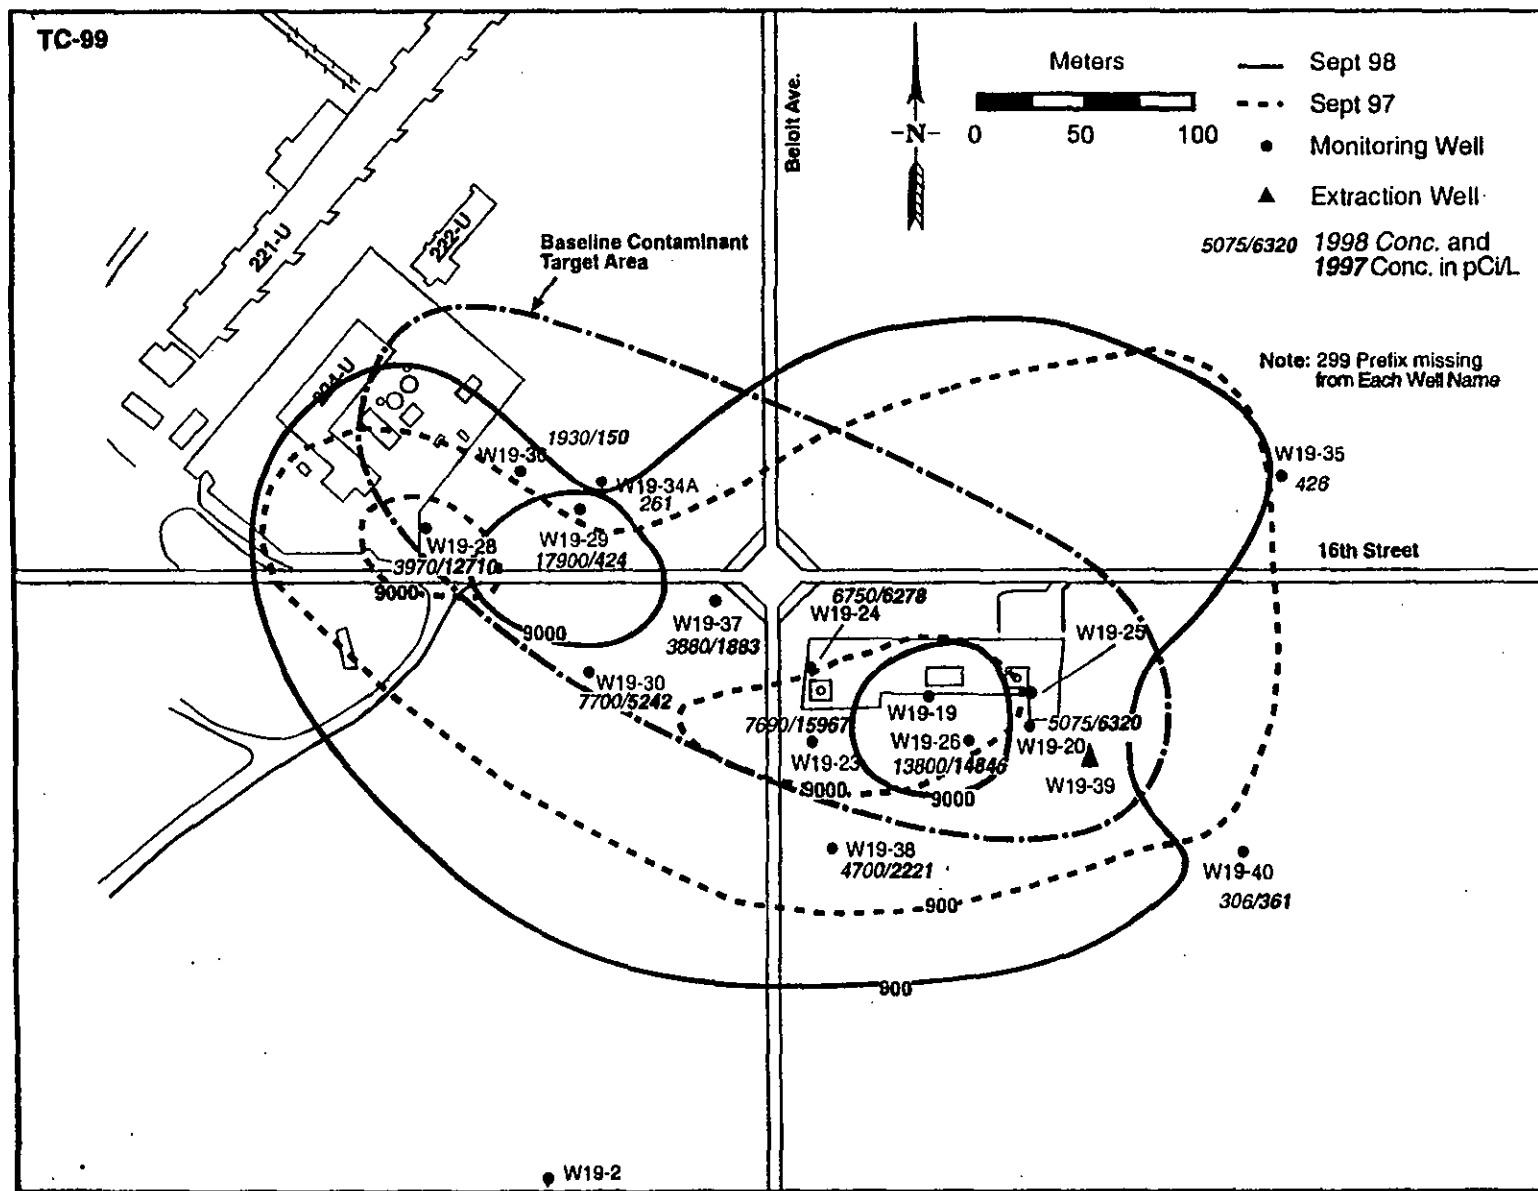 TC-99
Meters
0 50 100
-N-
Sept 98
Sept 97
Monitoring Well
Extraction Well
5075/6320 1998 Conc. and
1997 Conc. in pCi/L
Beloit Ave.
221-U
222-U
224-U
Baseline Contaminant
Target Area
Note: 299 Prefix missing
from Each Well Name
1930/150
W19-36
W19-34A
261
W19-35
426
W19-29
17900/424
W19-28
3970/12710
9000
16th Street
9000
W19-37
3880/1883
6750/6278
W19-24
W19-25
W19-30
7700/5242
W19-19
7690/15967
W19-23
9000
W19-26
13800/14846
9000
5075/6320
W19-20
W19-39
W19-38
4700/2221
W19-40
306/361
900
900
W19-2